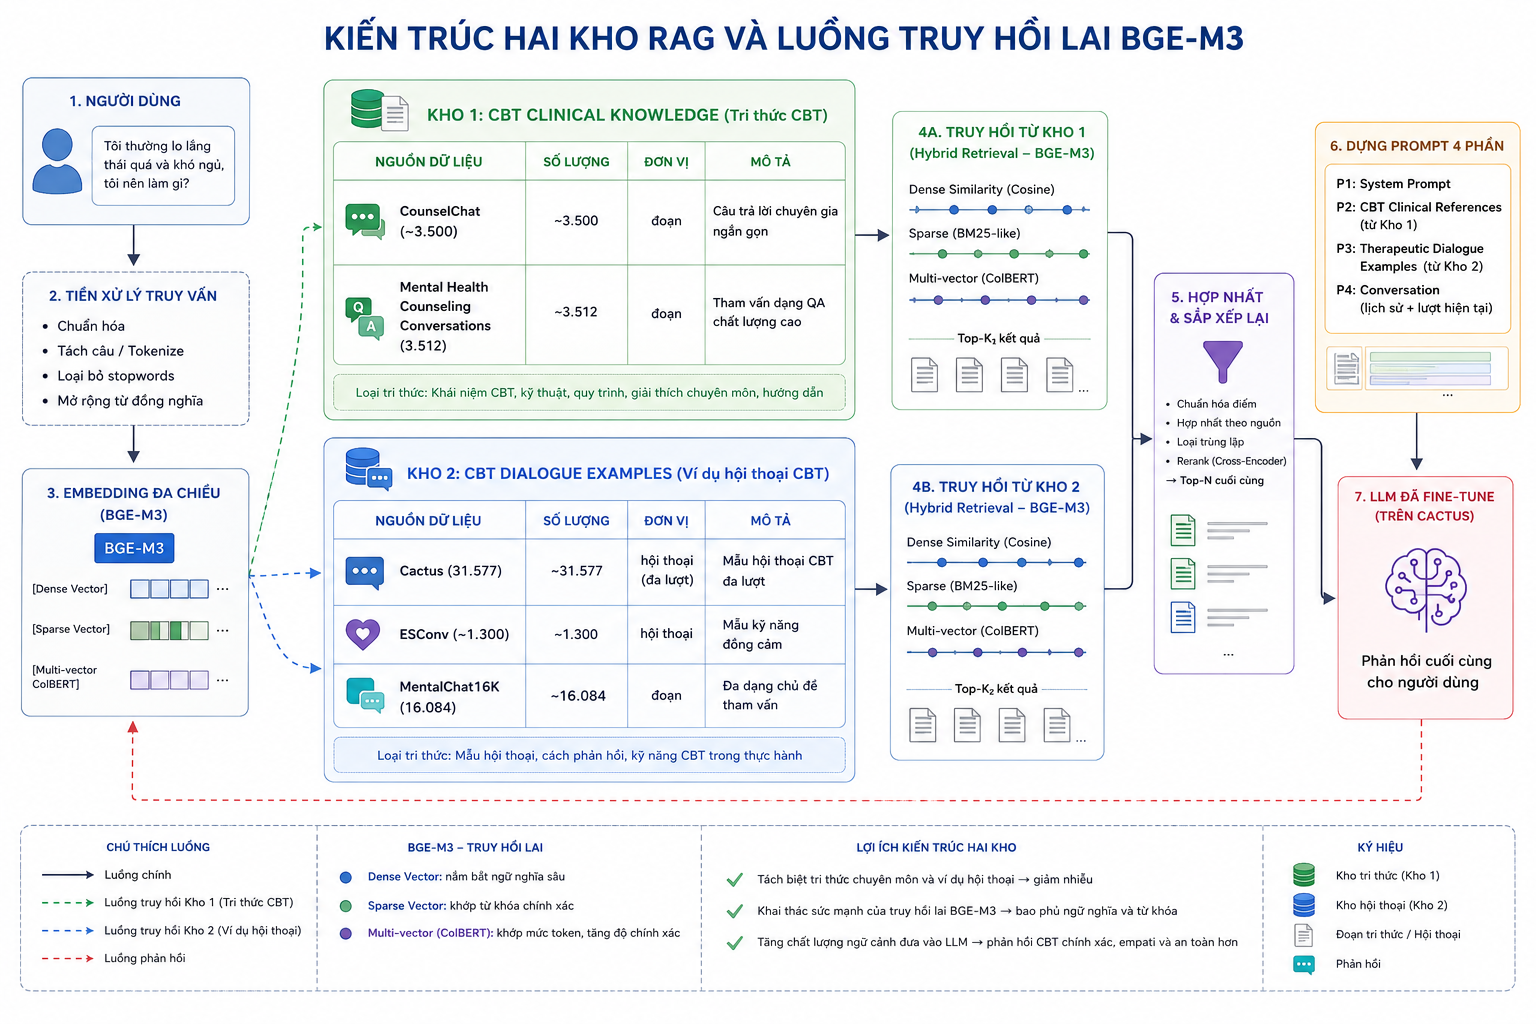 KIẾN TRÚC HAI KHO RAG VÀ LUỒNG TRUY HỒI LAI BGE-M3
1. NGƯỜI DÙNG
Tôi thường lo lắng
thái quá và khó ngủ,
tôi nên làm gì?
2. TIỀN XỬ LÝ TRUY VẤN
• Chuẩn hóa
• Tách câu / Tokenize
• Loại bỏ stopwords
• Mở rộng từ đồng nghĩa
3. EMBEDDING ĐA CHIỀU
(BGE-M3)
BGE-M3
[Dense Vector]
...
[Sparse Vector]
...
[Multi-vector
ColBERT]
...
KHO 1: CBT CLINICAL KNOWLEDGE (Tri thức CBT)
NGUỒN DỮ LIỆU
SỐ LƯỢNG
ĐƠN VỊ
MÔ TẢ
CounselChat
(~3.500)
~3.500
đoạn
Câu trả lời chuyên gia
ngắn gọn
Q
A
Mental Health
Counseling
Conversations
(3.512)
~3.512
đoạn
Tham vấn dạng QA
chất lượng cao
Loại tri thức: Khái niệm CBT, kỹ thuật, quy trình, giải thích chuyên môn, hướng dẫn
KHO 2: CBT DIALOGUE EXAMPLES (Ví dụ hội thoại CBT)
NGUỒN DỮ LIỆU
SỐ LƯỢNG
ĐƠN VỊ
MÔ TẢ
Cactus (31.577)
~31.577
hội thoại
(đa lượt)
Mẫu hội thoại CBT
đa lượt
ESConv (~1.300)
~1.300
hội thoại
Mẫu kỹ năng
đồng cảm
MentalChat16K
(16.084)
~16.084
đoạn
Đa dạng chủ đề
tham vấn
Loại tri thức: Mẫu hội thoại, cách phản hồi, kỹ năng CBT trong thực hành
4A. TRUY HỒI TỪ KHO 1
(Hybrid Retrieval – BGE-M3)
Dense Similarity (Cosine)
Sparse (BM25-like)
Multi-vector (ColBERT)
Top-K₁ kết quả
...
4B. TRUY HỒI TỪ KHO 2
(Hybrid Retrieval – BGE-M3)
Dense Similarity (Cosine)
Sparse (BM25-like)
Multi-vector (ColBERT)
Top-K₂ kết quả
...
5. HỢP NHẤT
& SẮP XẾP LẠI
• Chuẩn hóa điểm
• Hợp nhất theo nguồn
• Loại trùng lặp
• Rerank (Cross-Encoder)
→ Top-N cuối cùng
...
6. DỰNG PROMPT 4 PHẦN
P1: System Prompt
P2: CBT Clinical References
(từ Kho 1)
P3: Therapeutic Dialogue
Examples (từ Kho 2)
P4: Conversation
(lịch sử + lượt hiện tại)
...
7. LLM ĐÃ FINE-TUNE
(TRÊN CACTUS)
Phản hồi cuối cùng
cho người dùng
CHÚ THÍCH LUỒNG
Luồng chính
Luồng truy hồi Kho 1 (Tri thức CBT)
Luồng truy hồi Kho 2 (Ví dụ hội thoại)
Luồng phản hồi
BGE-M3 – TRUY HỒI LAI
Dense Vector: nắm bắt ngữ nghĩa sâu
Sparse Vector: khớp từ khóa chính xác
Multi-vector (ColBERT): khớp mức token, tăng độ chính xác
LỢI ÍCH KIẾN TRÚC HAI KHO
Tách biệt tri thức chuyên môn và ví dụ hội thoại → giảm nhiễu
Khai thác sức mạnh của truy hồi lai BGE-M3 → bao phủ ngữ nghĩa và từ khóa
Tăng chất lượng ngữ cảnh đưa vào LLM → phản hồi CBT chính xác, empati và an toàn hơn
KÝ HIỆU
Kho tri thức (Kho 1)
Kho hội thoại (Kho 2)
Đoạn tri thức / Hội thoại
Phản hồi